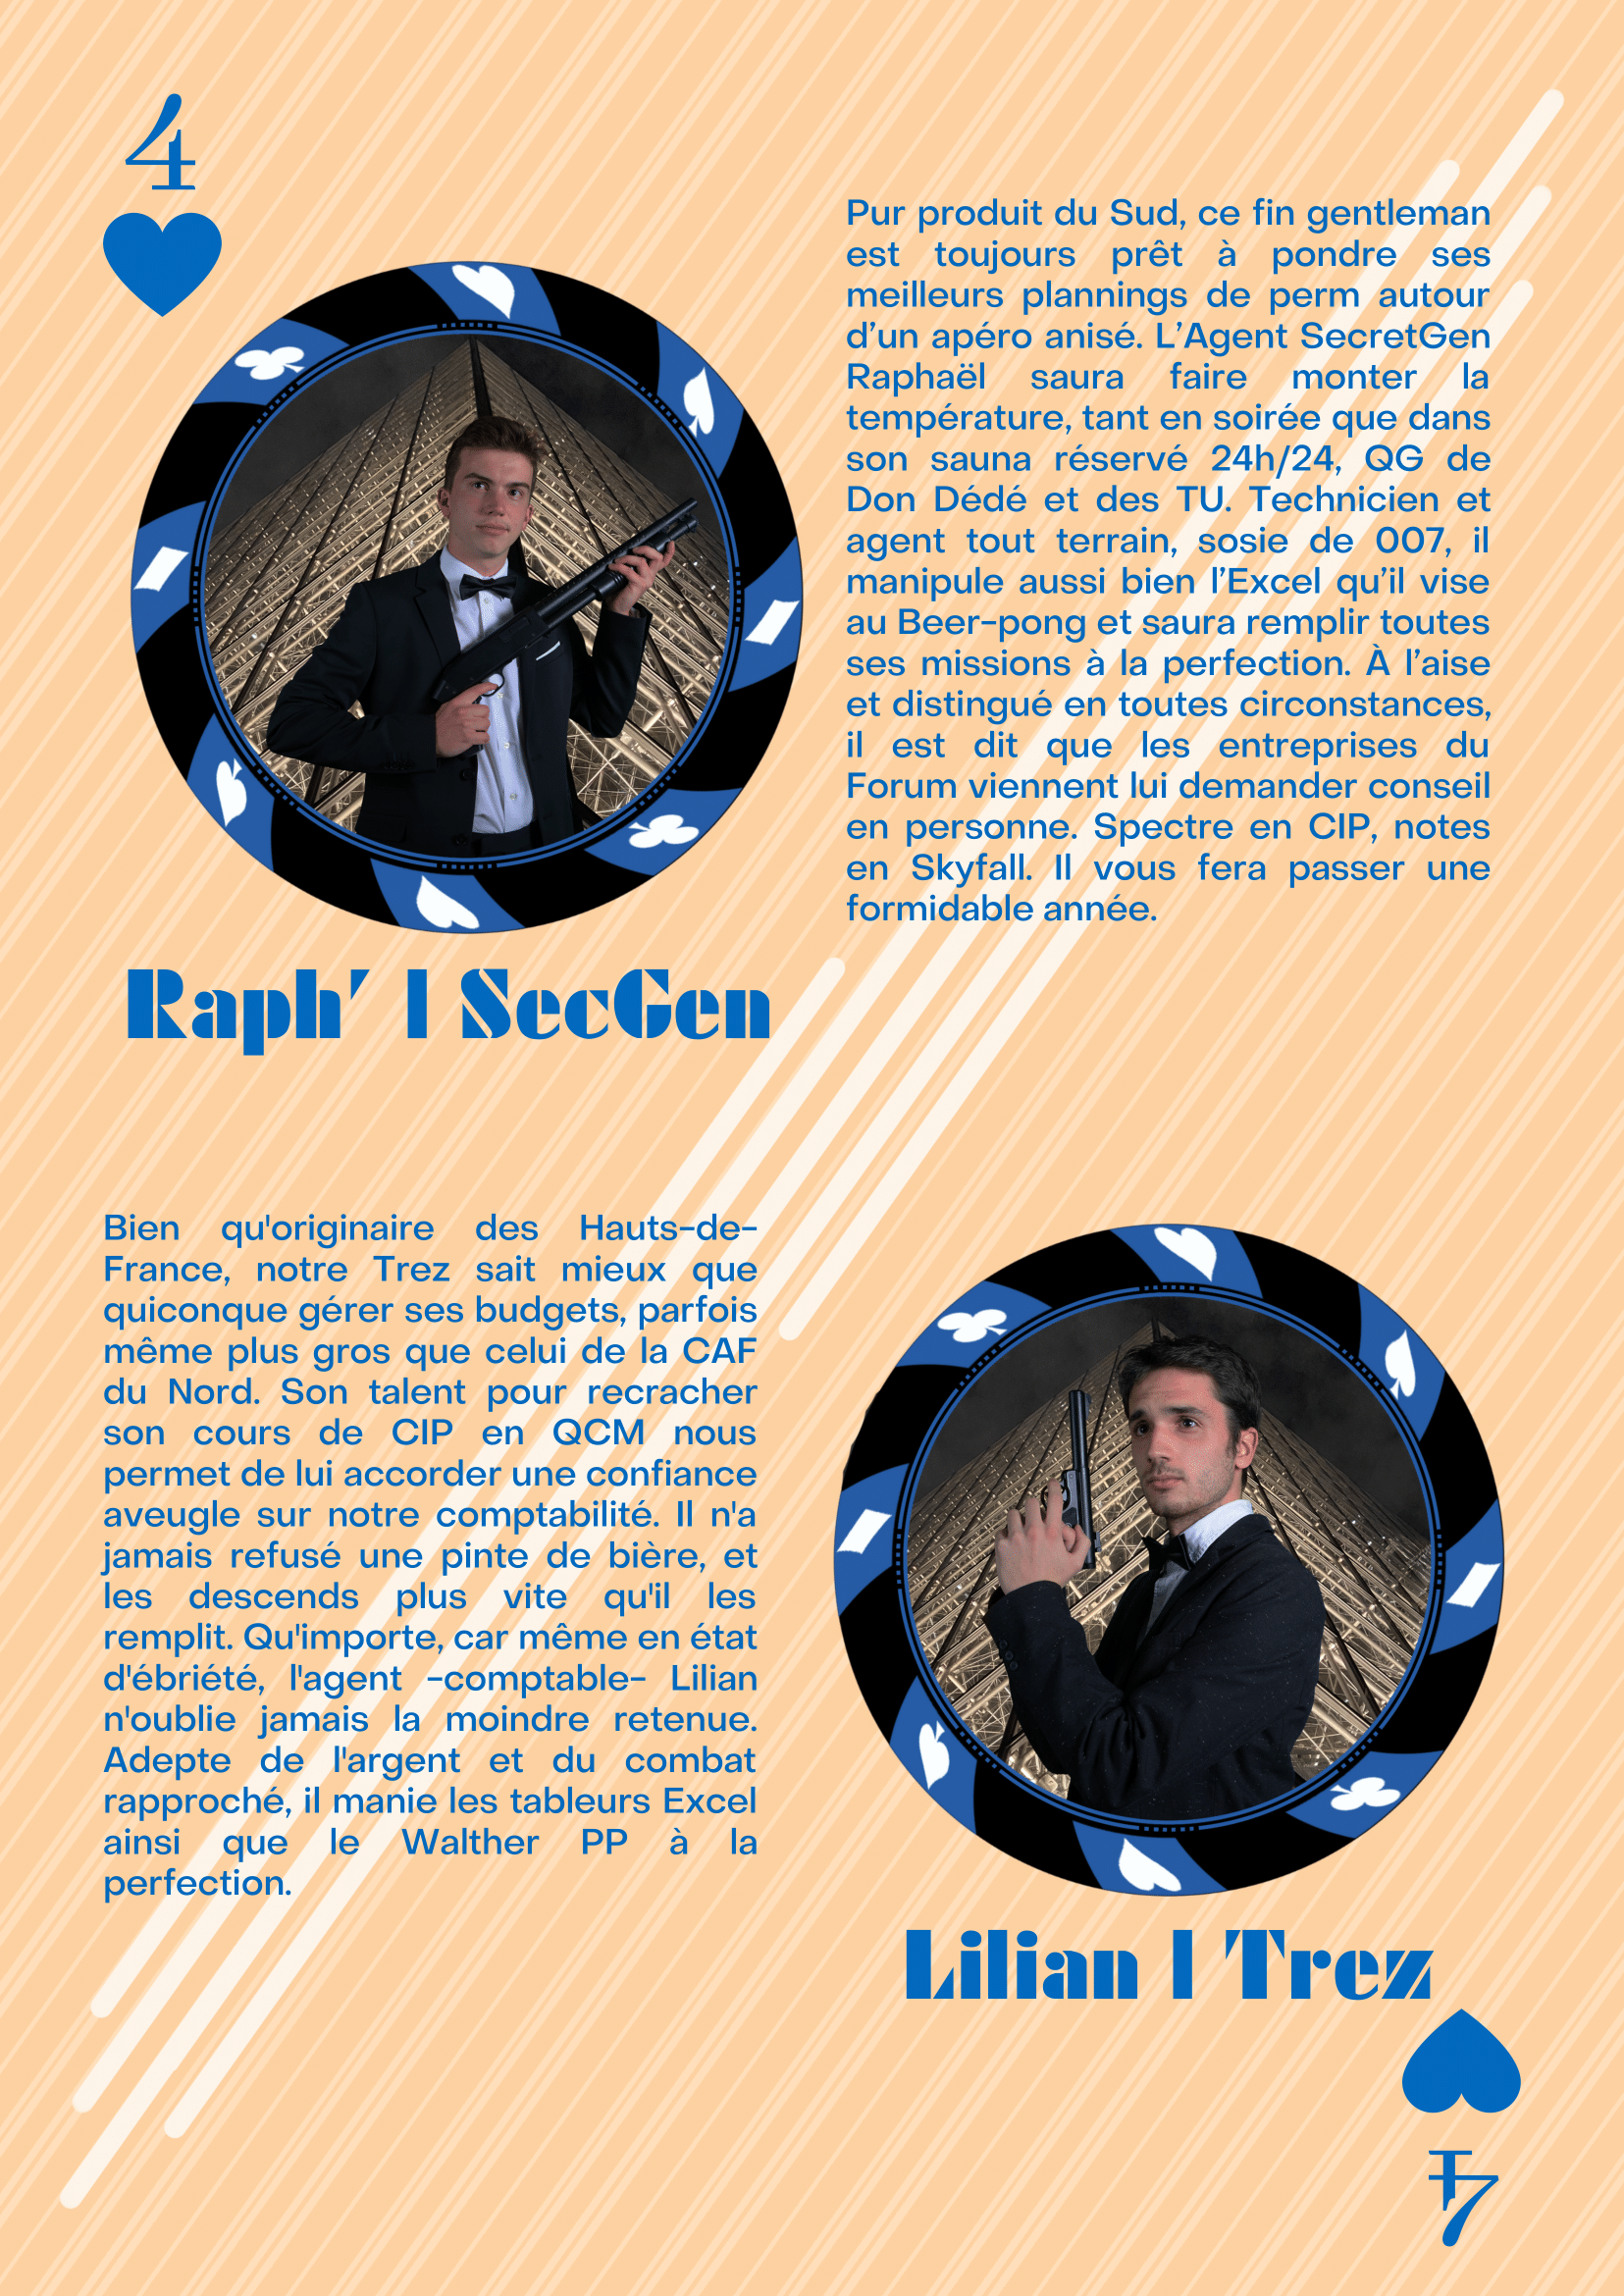 4
Pur produit du Sud, ce fin gentleman
est toujours prêt à pondre ses
meilleurs plannings de perm autour
d’un apéro anisé. L’Agent SecretGen
Raphaël saura faire monter la
température, tant en soirée que dans
son sauna réservé 24h/24, QG de
Don Dédé et des TU. Technicien et
agent tout terrain, sosie de 007, il
manipule aussi bien l’Excel qu’il vise
au Beer-pong et saura remplir toutes
ses missions à la perfection. À l’aise
et distingué en toutes circonstances,
il est dit que les entreprises du
Forum viennent lui demander conseil
en personne. Spectre en CIP, notes
en Skyfall. Il vous fera passer une
formidable année.
Raph’ | SecGen
Bien qu'originaire des Hauts-de-
France, notre Trez sait mieux que
quiconque gérer ses budgets, parfois
même plus gros que celui de la CAF
du Nord. Son talent pour recracher
son cours de CIP en QCM nous
permet de lui accorder une confiance
aveugle sur notre comptabilité. Il n'a
jamais refusé une pinte de bière, et
les descends plus vite qu'il les
remplit. Qu'importe, car même en état
d'ébriété, l'agent -comptable- Lilian
n'oublie jamais la moindre retenue.
Adepte de l'argent et du combat
rapproché, il manie les tableurs Excel
ainsi que le Walther PP à la
perfection.
Lilian | Trez
4